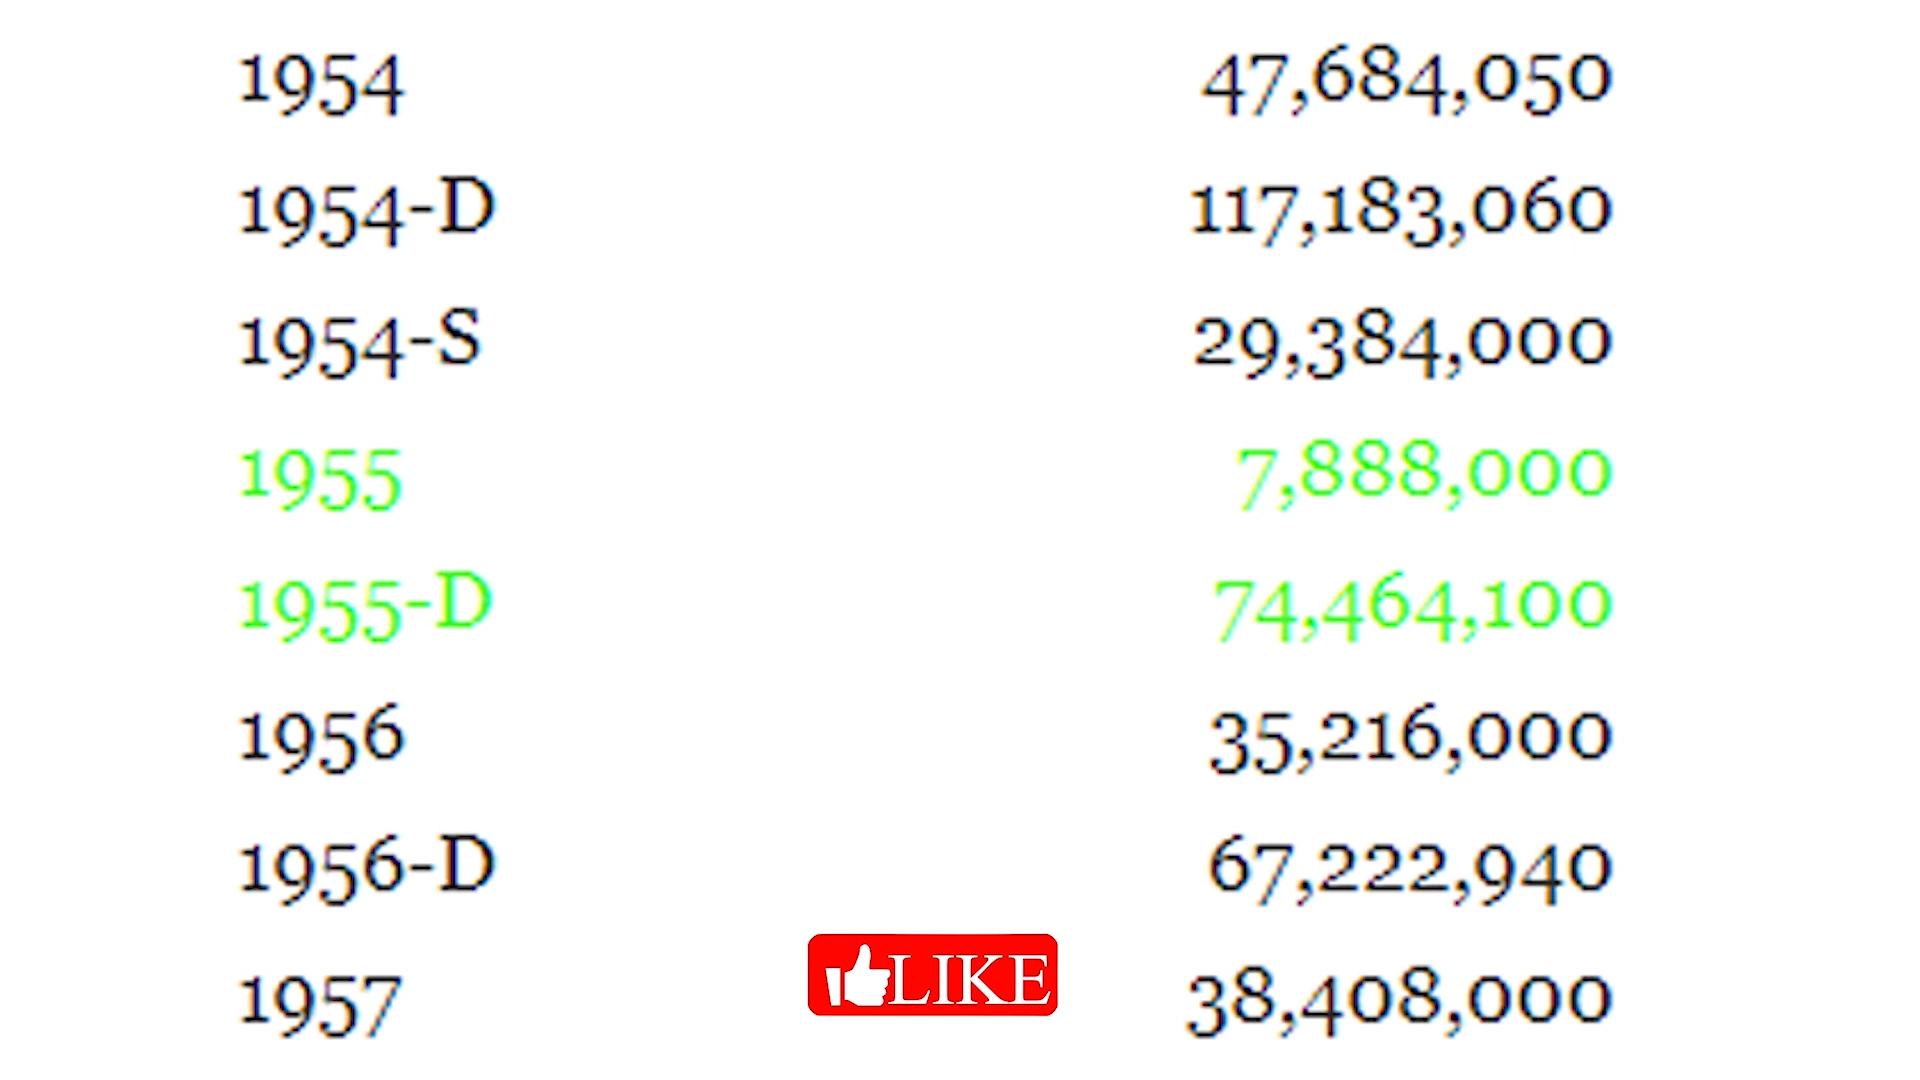 1954 47,684,050
1954-D 117,183,060
1954-S 29,384,000
1955 7,888,000
1955-D 74,464,100
1956 35,216,000
1956-D 67,222,940
1957 38,408,000
LIKE